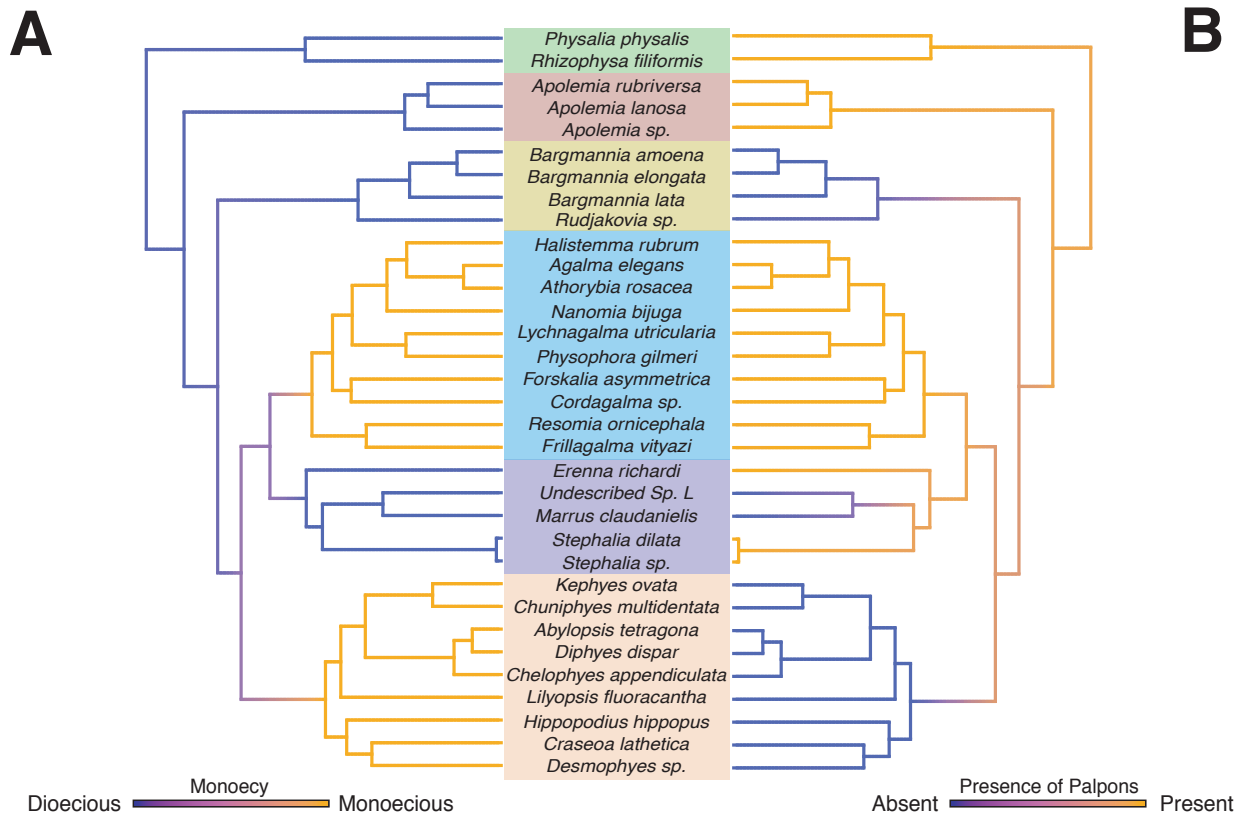 A
B
Physalia physalis
Rhizophysa filiformis
Apolemia rubriversa
Apolemia lanosa
Apolemia sp.
Bargmannia amoena
Bargmannia elongata
Bargmannia lata
Rudjakovia sp.
Halistemma rubrum
Agalma elegans
Athorybia rosacea
Nanomia bijuga
Lychnagalma utricularia
Physophora gilmeri
Forskalia asymmetrica
Cordagalma sp.
Resomia ornicephala
Frillagalma vityazi
Erenna richardi
Undescribed Sp. L
Marrus claudanielis
Stephalia dilata
Stephalia sp.
Kephyes ovata
Chuniphyes multidentata
Abylopsis tetragona
Diphyes dispar
Chelophyes appendiculata
Lilyopsis fluoracantha
Hippopodius hippopus
Craseoa lathetica
Desmophyes sp.
Monoecy
Dioecious Monoecious
Presence of Palpons
Absent Present